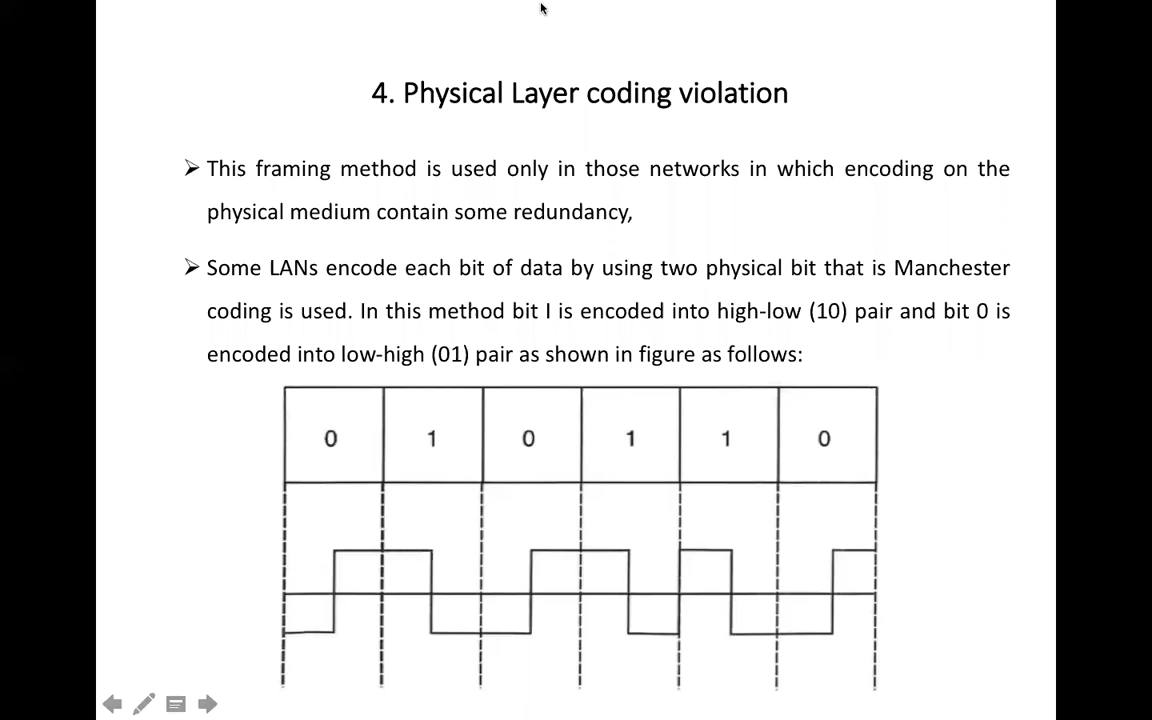 4. Physical Layer coding violation
➢ This framing method is used only in those networks in which encoding on the
physical medium contain some redundancy,
➢ Some LANs encode each bit of data by using two physical bit that is Manchester
coding is used. In this method bit I is encoded into high-low (10) pair and bit 0 is
encoded into low-high (01) pair as shown in figure as follows:
0 1 0 1 1 0